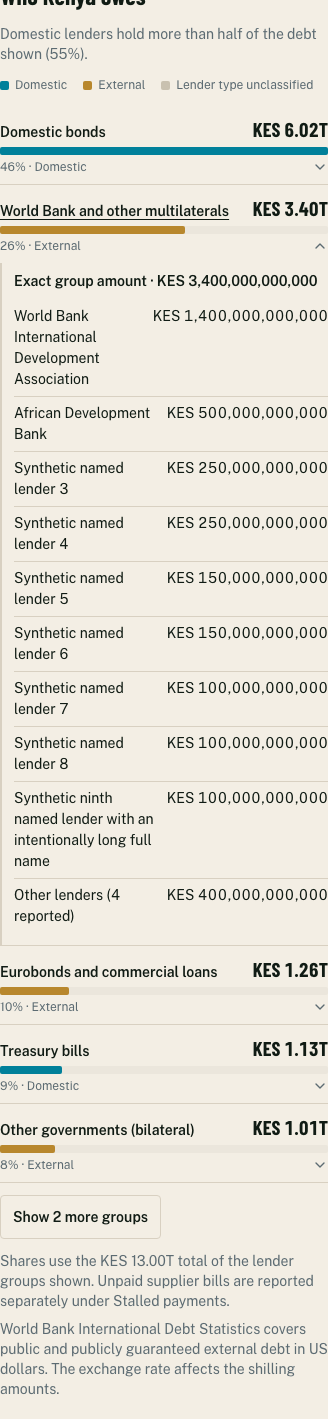 Who Kenya owes
Domestic lenders hold more than half of the debt
shown (55%).
Domestic External Lender type unclassified
Domestic bonds KES 6.02T
46% · Domestic
World Bank and other multilaterals KES 3.40T
26% · External
Exact group amount · KES 3,400,000,000,000
World Bank KES 1,400,000,000,000
International
Development
Association
African Development KES 500,000,000,000
Bank
Synthetic named KES 250,000,000,000
lender 3
Synthetic named KES 250,000,000,000
lender 4
Synthetic named KES 150,000,000,000
lender 5
Synthetic named KES 150,000,000,000
lender 6
Synthetic named KES 100,000,000,000
lender 7
Synthetic named KES 100,000,000,000
lender 8
Synthetic ninth KES 100,000,000,000
named lender with an
intentionally long full
name
Other lenders (4 KES 400,000,000,000
reported)
Eurobonds and commercial loans KES 1.26T
10% · External
Treasury bills KES 1.13T
9% · Domestic
Other governments (bilateral) KES 1.01T
8% · External
Show 2 more groups
Shares use the KES 13.00T total of the lender
groups shown. Unpaid supplier bills are reported
separately under Stalled payments.
World Bank International Debt Statistics covers
public and publicly guaranteed external debt in US
dollars. The exchange rate affects the shilling
amounts.